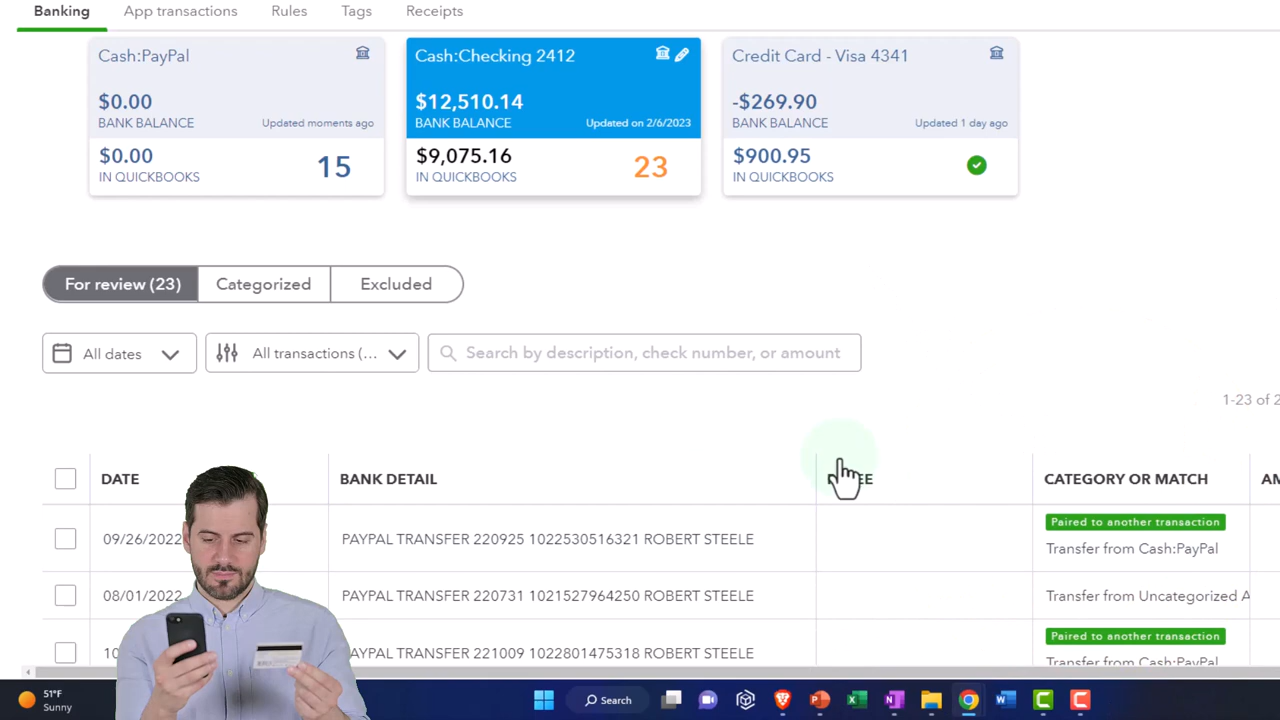 Banking App transactions Rules Tags Receipts
Cash:PayPal Cash:Checking 2412 Credit Card - Visa 4341
$0.00 $12,510.14 -$269.90
BANK BALANCE Updated moments ago BANK BALANCE Updated on 2/6/2023 BANK BALANCE Updated 1 day ago
$0.00 15 $9,075.16 23 $900.95
IN QUICKBOOKS IN QUICKBOOKS IN QUICKBOOKS
For review (23) Categorized Excluded
All dates All transactions (... Search by description, check number, or amount
1-23 of 2
DATE BANK DETAIL CATEGORY OR MATCH
09/26/2022 PAYPAL TRANSFER 220925 1022530516321 ROBERT STEELE Paired to another transaction
Transfer from Cash:PayPal
08/01/2022 PAYPAL TRANSFER 220731 1021527964250 ROBERT STEELE Transfer from Uncategorized A
PAYPAL TRANSFER 221009 1022801475318 ROBERT STEELE Paired to another transaction
Transfer from Cash:PayPal
51°F
Sunny
Search